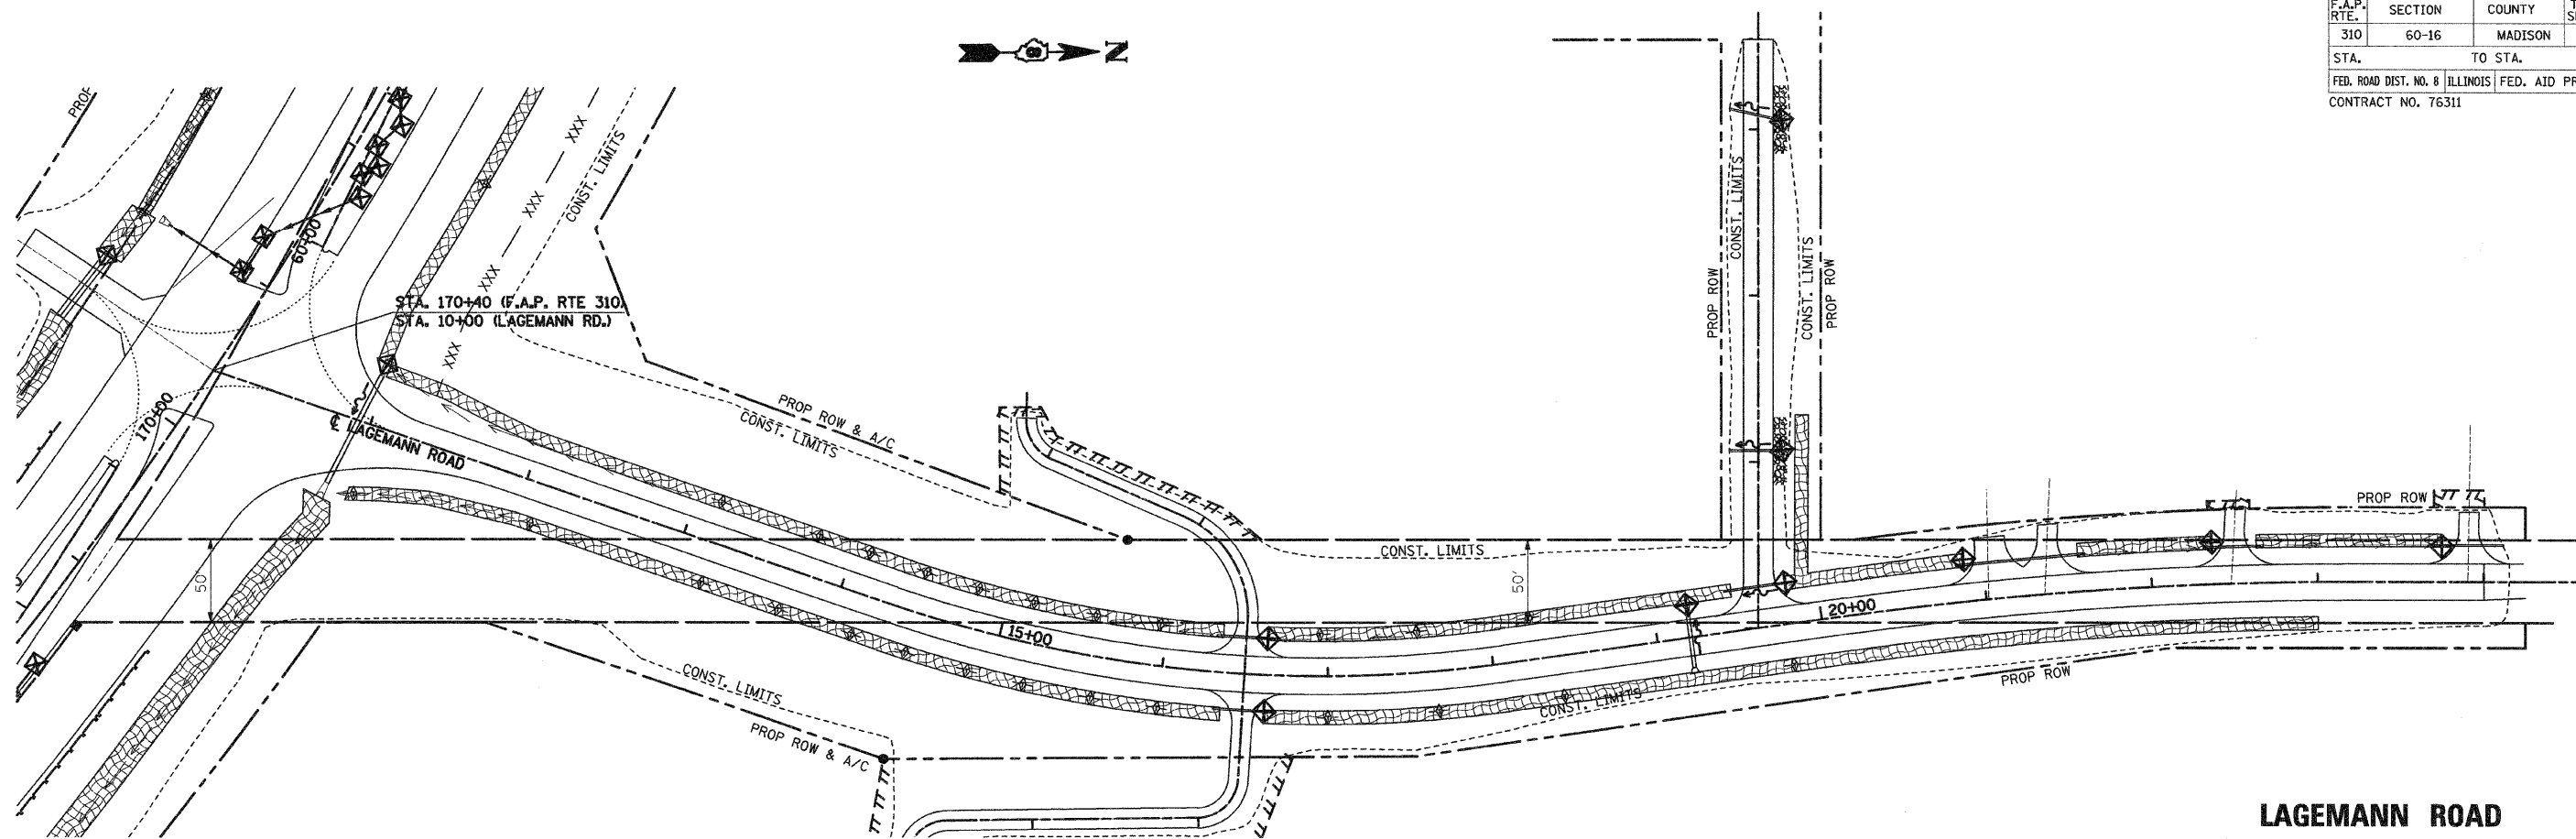 F.A.P. RTE. SECTION COUNTY
310 60-16 MADISON
STA. TO STA.
FED. ROAD DIST. NO. 8 ILLINOIS FED. AID
CONTRACT NO. 76311
N
PROP
XXX
XXX
XXX
XXX
CONST. LIMITS
60+00
STA. 170+40 (F.A.P. RTE 310)
STA. 10+00 (LAGEMANN RD.)
170+00
℄ LAGEMANN ROAD
PROP ROW & A/C
CONST. LIMITS
CONST. LIMITS
PROP ROW
CONST. LIMITS
PROP ROW
PROP ROW
CONST. LIMITS
50'
50'
15+00
20+00
CONST. LIMITS
PROP ROW & A/C
CONST. LIMITS
PROP ROW
LAGEMANN ROAD